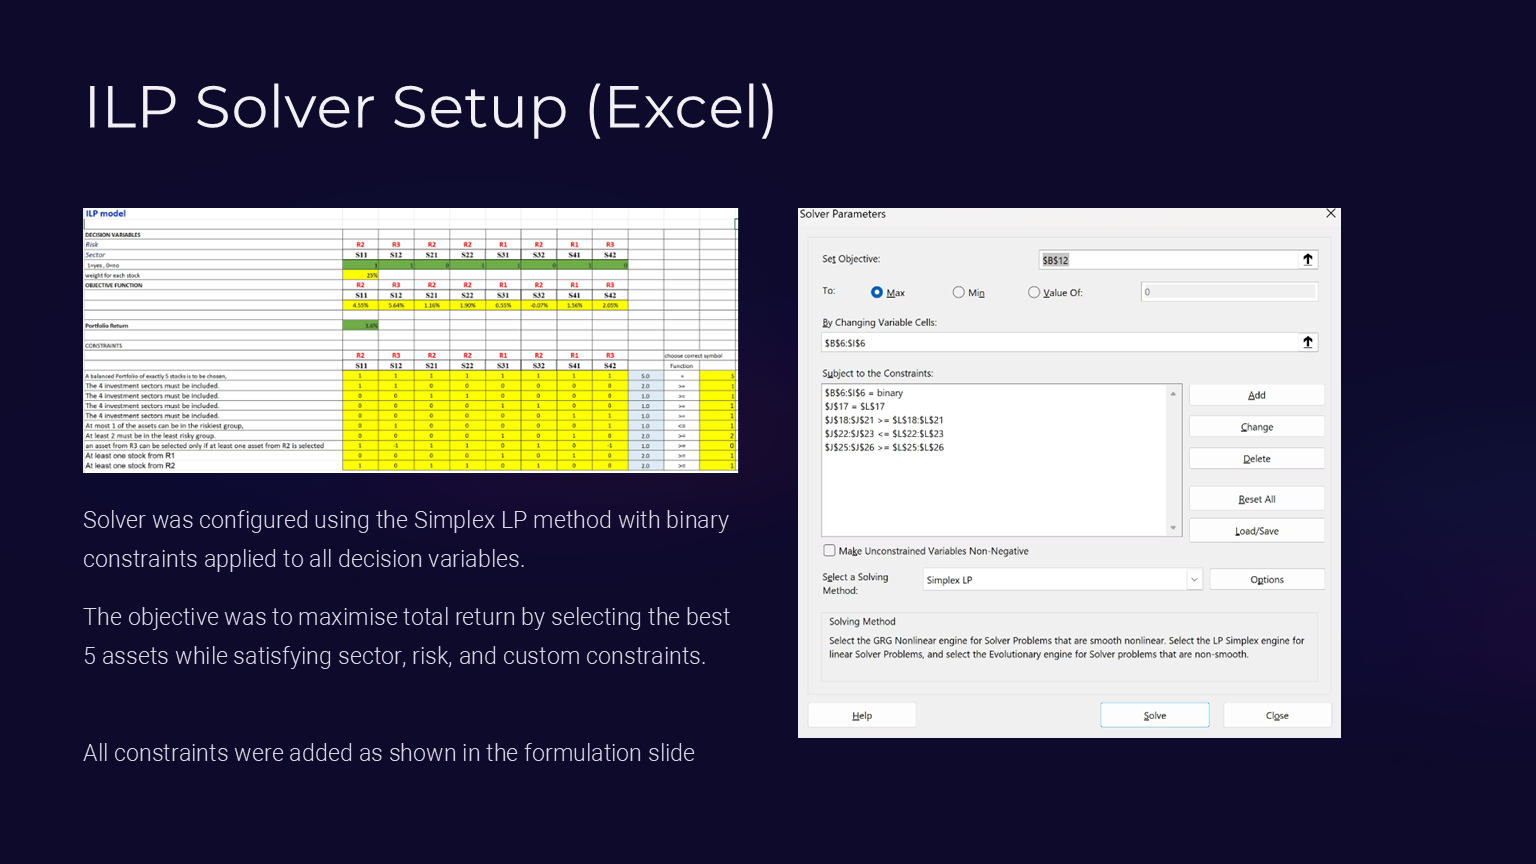 ILP Solver Setup (Excel)
ILP model
DECISION VARIABLES
Risk R2 R3 R2 R2 R1 R2 R1 R3
Sector S11 S12 S21 S22 S31 S32 S41 S42
1=yes , 0=no 1 1 0 1 1 0 1 0
weight for each stock 25%
OBJECTIVE FUNCTION R2 R3 R2 R2 R1 R2 R1 R3
S11 S12 S21 S22 S31 S32 S41 S42
4.55% 5.64% 1.16% 1.90% 0.55% -0.07% 1.56% 2.05%
Portfolio Return 3.6%
CONSTRAINTS
R2 R3 R2 R2 R1 R2 R1 R3 choose correct symbol
S11 S12 S21 S22 S31 S32 S41 S42 Function
A balanced Portfolio of exactly 5 stocks is to be chosen, 1 1 1 1 1 1 1 1 5.0 = 5
The 4 investment sectors must be included. 1 1 0 0 0 0 0 0 2.0 >= 1
The 4 investment sectors must be included. 0 0 1 1 0 0 0 0 1.0 >= 1
The 4 investment sectors must be included. 0 0 0 0 1 1 0 0 1.0 >= 1
The 4 investment sectors must be included. 0 0 0 0 0 0 1 1 1.0 >= 1
At most 1 of the assets can be in the riskiest group, 0 1 0 0 0 0 0 1 1.0 <= 1
At least 2 must be in the least risky group. 0 0 0 0 1 0 1 0 2.0 >= 2
an asset from R3 can be selected only if at least one asset from R2 is selected 1 -1 1 1 0 1 0 -1 1.0 >= 0
At least one stock from R1 0 0 0 0 1 0 1 0 2.0 >= 1
At least one stock from R2 1 0 1 1 0 1 0 0 2.0 >= 1
Solver was configured using the Simplex LP method with binary
constraints applied to all decision variables.
The objective was to maximise total return by selecting the best
5 assets while satisfying sector, risk, and custom constraints.
All constraints were added as shown in the formulation slide
Solver Parameters
Set Objective: $B$12
To: Max Min Value Of: 0
By Changing Variable Cells:
$B$6:$I$6
Subject to the Constraints:
$B$6:$I$6 = binary
$J$17 = $L$17
$J$18:$J$21 >= $L$18:$L$21
$J$22:$J$23 <= $L$22:$L$23
$J$25:$J$26 >= $L$25:$L$26
Add
Change
Delete
Reset All
Load/Save
Make Unconstrained Variables Non-Negative
Select a Solving
Method:
Simplex LP
Options
Solving Method
Select the GRG Nonlinear engine for Solver Problems that are smooth nonlinear. Select the LP Simplex engine for
linear Solver Problems, and select the Evolutionary engine for Solver problems that are non-smooth.
Help Solve Close